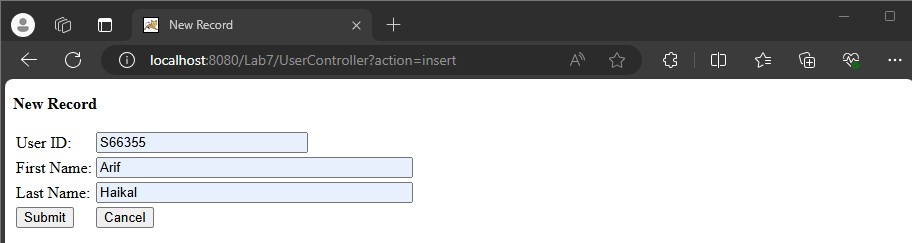 New Record
localhost:8080/Lab7/UserController?action=insert
New Record
User ID: S66355
First Name: Arif
Last Name: Haikal
Submit Cancel